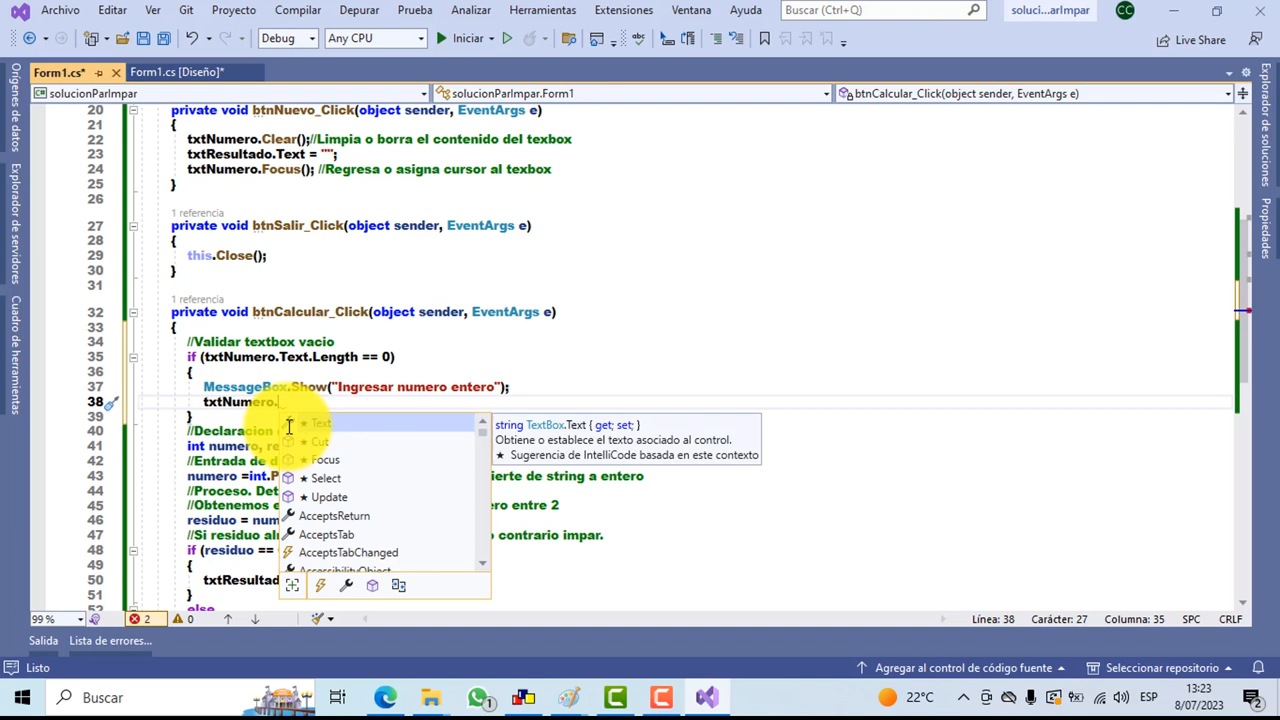 Archivo Editar Ver Git Proyecto Compilar Depurar Prueba Analizar Herramientas Extensiones Ventana Ayuda Buscar (Ctrl+Q) soluci...arImpar CC
Debug Any CPU Iniciar Live Share
Form1.cs* Form1.cs [Diseño]*
solucionParImpar solucionParImpar.Form1 btnCalcular_Click(object sender, EventArgs e)
Orígenes de datos
Explorador de servidores
Cuadro de herramientas
20 private void btnNuevo_Click(object sender, EventArgs e)
21 {
22 txtNumero.Clear();//Limpia o borra el contenido del texbox
23 txtResultado.Text = "";
24 txtNumero.Focus(); //Regresa o asigna cursor al texbox
25 }
26
1 referencia
27 private void btnSalir_Click(object sender, EventArgs e)
28 {
29 this.Close();
30 }
31
1 referencia
32 private void btnCalcular_Click(object sender, EventArgs e)
33 {
34 //Validar textbox vacio
35 if (txtNumero.Text.Length == 0)
36 {
37 MessageBox.Show("Ingresar numero entero");
38 txtNumero.
39 }
40 //Declaracion
41 int numero, re
42 //Entrada de d
43 numero =int.P ierte de string a entero
44 //Proceso. Det
45 //Obtenemos e ero entre 2
46 residuo = num
47 //Si residuo al contrario impar.
48 if (residuo ==
49 {
50 txtResultad
51 }
52 else
★ Text
★ Cut
★ Focus
★ Select
★ Update
AcceptsReturn
AcceptsTab
AcceptsTabChanged
AccessibilityObject
string TextBox.Text { get; set; }
Obtiene o establece el texto asociado al control.
★ Sugerencia de IntelliCode basada en este contexto
Explorador de soluciones
Propiedades
99 % 2 0 Línea: 38 Carácter: 27 Columna: 35 SPC CRLF
Salida Lista de errores...
Listo Agregar al control de código fuente Seleccionar repositorio
Buscar 1 22°C ESP 13:23
8/07/2023 2